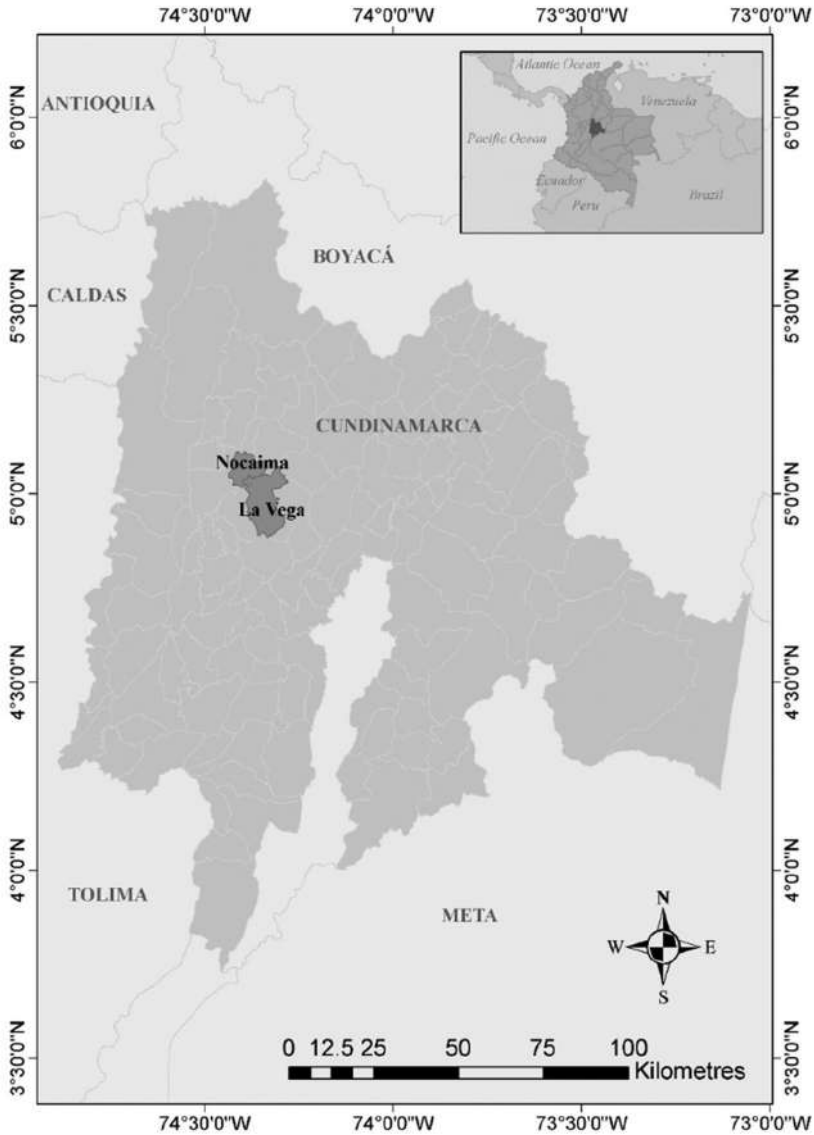 74°30'0"W 74°0'0"W 73°30'0"W 73°0'0"W
6°0'0"N
5°30'0"N
5°0'0"N
4°30'0"N
4°0'0"N
3°30'0"N
ANTIOQUIA
CALDAS
BOYACÁ
CUNDINAMARCA
Nocaima
La Vega
TOLIMA
META
Atlantic Ocean
Venezuela
Pacific Ocean
Ecuador
Peru
Brazil
6°0'0"N
5°30'0"N
5°0'0"N
4°30'0"N
4°0'0"N
3°30'0"N
N
W E
S
0 12.5 25 50 75 100
Kilometres
74°30'0"W 74°0'0"W 73°30'0"W 73°0'0"W